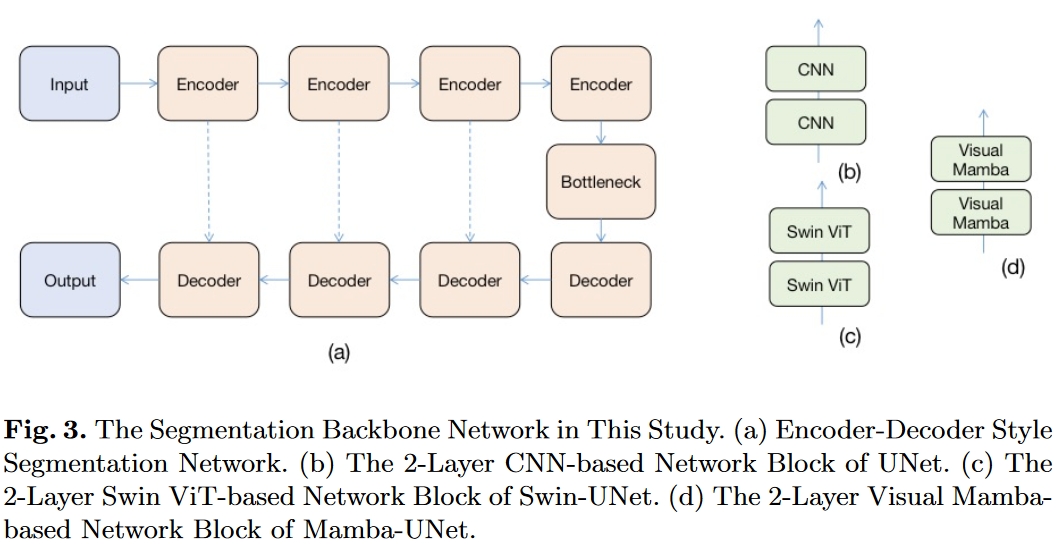 Input
Encoder
Encoder
Encoder
Encoder
Bottleneck
Output
Decoder
Decoder
Decoder
Decoder
(a)
CNN
CNN
(b)
Swin ViT
Swin ViT
(c)
Visual
Mamba
Visual
Mamba
(d)
Fig. 3. The Segmentation Backbone Network in This Study. (a) Encoder-Decoder Style
Segmentation Network. (b) The 2-Layer CNN-based Network Block of UNet. (c) The
2-Layer Swin ViT-based Network Block of Swin-UNet. (d) The 2-Layer Visual Mamba-
based Network Block of Mamba-UNet.